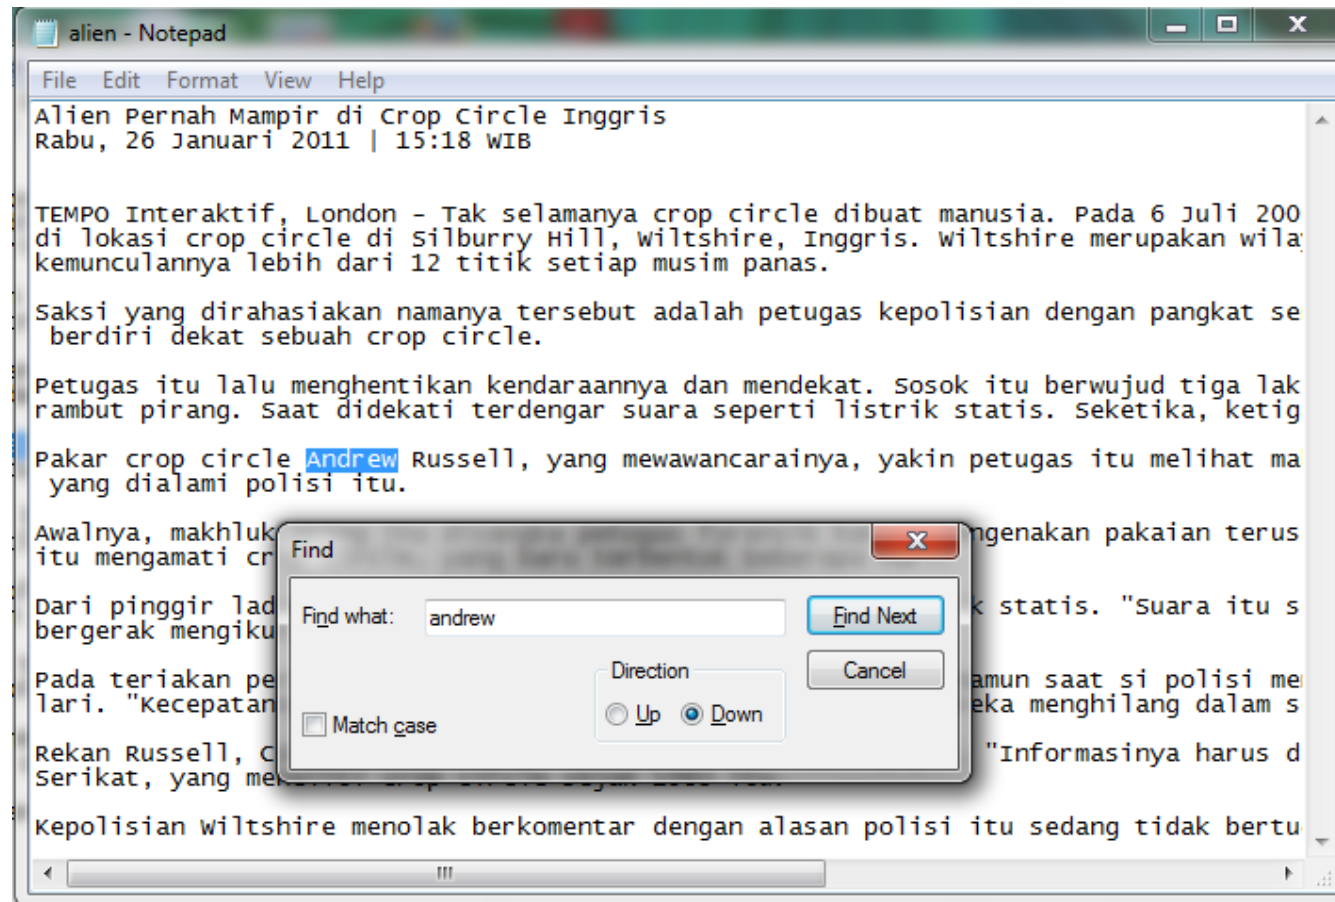 alien - Notepad
File Edit Format View Help
Alien Pernah Mampir di Crop Circle Inggris
Rabu, 26 Januari 2011 | 15:18 WIB
TEMPO Interaktif, London - Tak selamanya crop circle dibuat manusia. Pada 6 Juli 200
di lokasi crop circle di Silburry Hill, Wiltshire, Inggris. Wiltshire merupakan wila
kemunculannya lebih dari 12 titik setiap musim panas.
Saksi yang dirahasiakan namanya tersebut adalah petugas kepolisian dengan pangkat se
berdiri dekat sebuah crop circle.
Petugas itu lalu menghentikan kendaraannya dan mendekat. Sosok itu berwujud tiga lak
rambut pirang. Saat didekati terdengar suara seperti listrik statis. Seketika, ketig
Pakar crop circle Andrew Russell, yang mewawancarainya, yakin petugas itu melihat ma
yang dialami polisi itu.
Awalnya, makhluk ngenakan pakaian terus
itu mengamati cr
Dari pinggir lad k statis. "Suara itu s
bergerak mengiku
Pada teriakan pe amun saat si polisi me
lari. "Kecepatan eka menghilang dalam s
Rekan Russell, C "Informasinya harus d
Serikat, yang me
Kepolisian Wiltshire menolak berkomentar dengan alasan polisi itu sedang tidak bertu
Find
Find what: andrew
Find Next
Direction
Cancel
Up Down
Match case